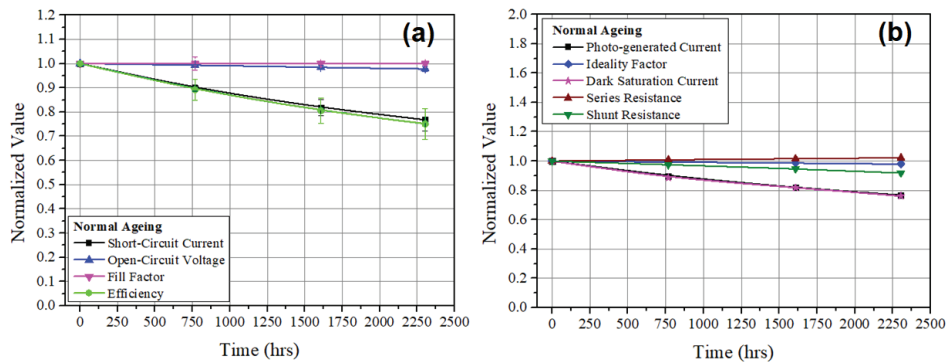 (a)
Normalized Value
1.2
1.1
1.0
0.9
0.8
0.7
0.6
0.5
0.4
0.3
0.2
0.1
0.0
Normal Ageing
Short-Circuit Current
Open-Circuit Voltage
Fill Factor
Efficiency
0 250 500 750 1000 1250 1500 1750 2000 2250 2500
Time (hrs)
(b)
Normalized Value
2.0
1.8
1.6
1.4
1.2
1.0
0.8
0.6
0.4
0.2
0.0
Normal Ageing
Photo-generated Current
Ideality Factor
Dark Saturation Current
Series Resistance
Shunt Resistance
0 250 500 750 1000 1250 1500 1750 2000 2250 2500
Time (hrs)